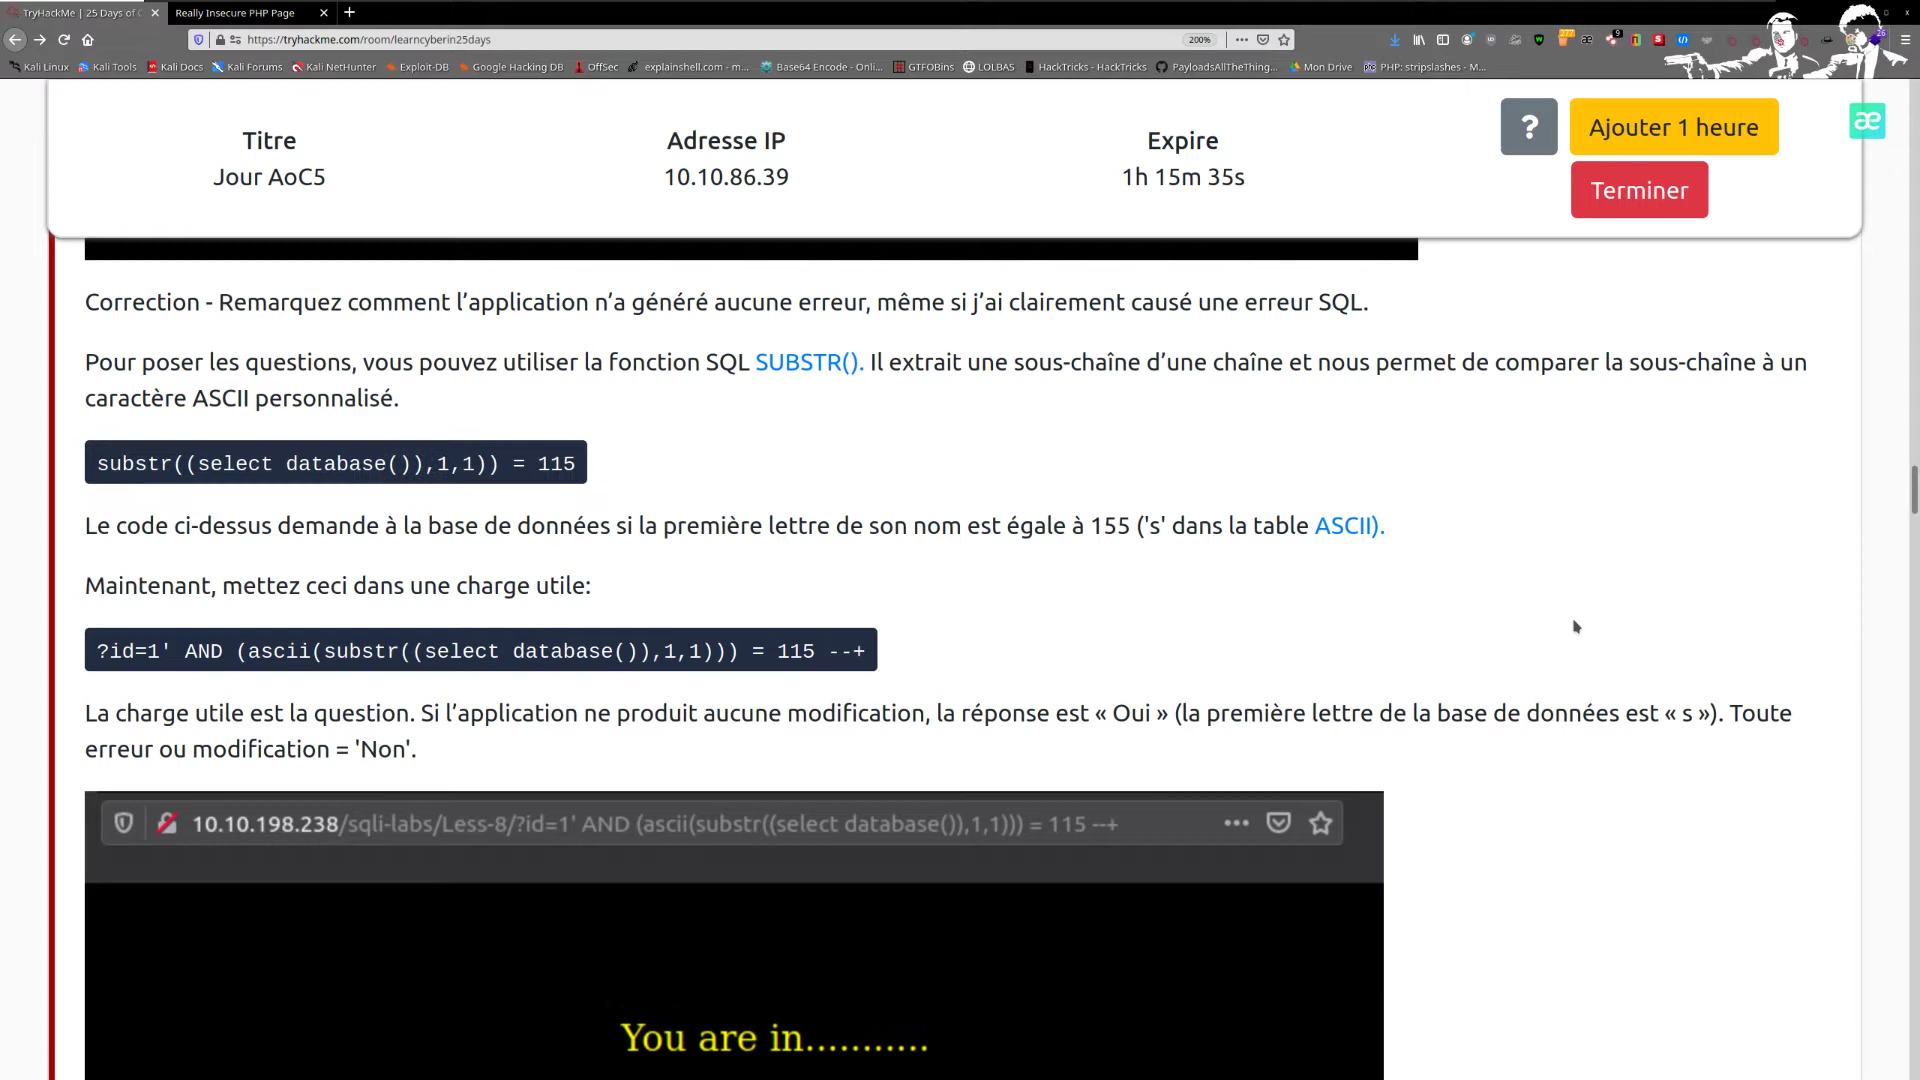 TryHackMe | 25 Days of C
Really Insecure PHP Page
https://tryhackme.com/room/learncyberin25days
200%
277
9
26
Kali Linux
Kali Tools
Kali Docs
Kali Forums
Kali NetHunter
Exploit-DB
Google Hacking DB
OffSec
explainshell.com - m...
Base64 Encode - Onli...
GTFOBins
LOLBAS
HackTricks - HackTricks
PayloadsAllTheThing...
Mon Drive
PHP: stripslashes - M...
Titre
Jour AoC5
Adresse IP
10.10.86.39
Expire
1h 15m 35s
?
Ajouter 1 heure
Terminer
æ
Correction - Remarquez comment l’application n’a généré aucune erreur, même si j’ai clairement causé une erreur SQL.
Pour poser les questions, vous pouvez utiliser la fonction SQL SUBSTR(). Il extrait une sous-chaîne d’une chaîne et nous permet de comparer la sous-chaîne à un
caractère ASCII personnalisé.
substr((select database()),1,1)) = 115
Le code ci-dessus demande à la base de données si la première lettre de son nom est égale à 155 ('s' dans la table ASCII).
Maintenant, mettez ceci dans une charge utile:
?id=1' AND (ascii(substr((select database()),1,1))) = 115 --+
La charge utile est la question. Si l’application ne produit aucune modification, la réponse est « Oui » (la première lettre de la base de données est « s »). Toute
erreur ou modification = 'Non'.
10.10.198.238/sqli-labs/Less-8/?id=1' AND (ascii(substr((select database()),1,1))) = 115 --+
You are in...........